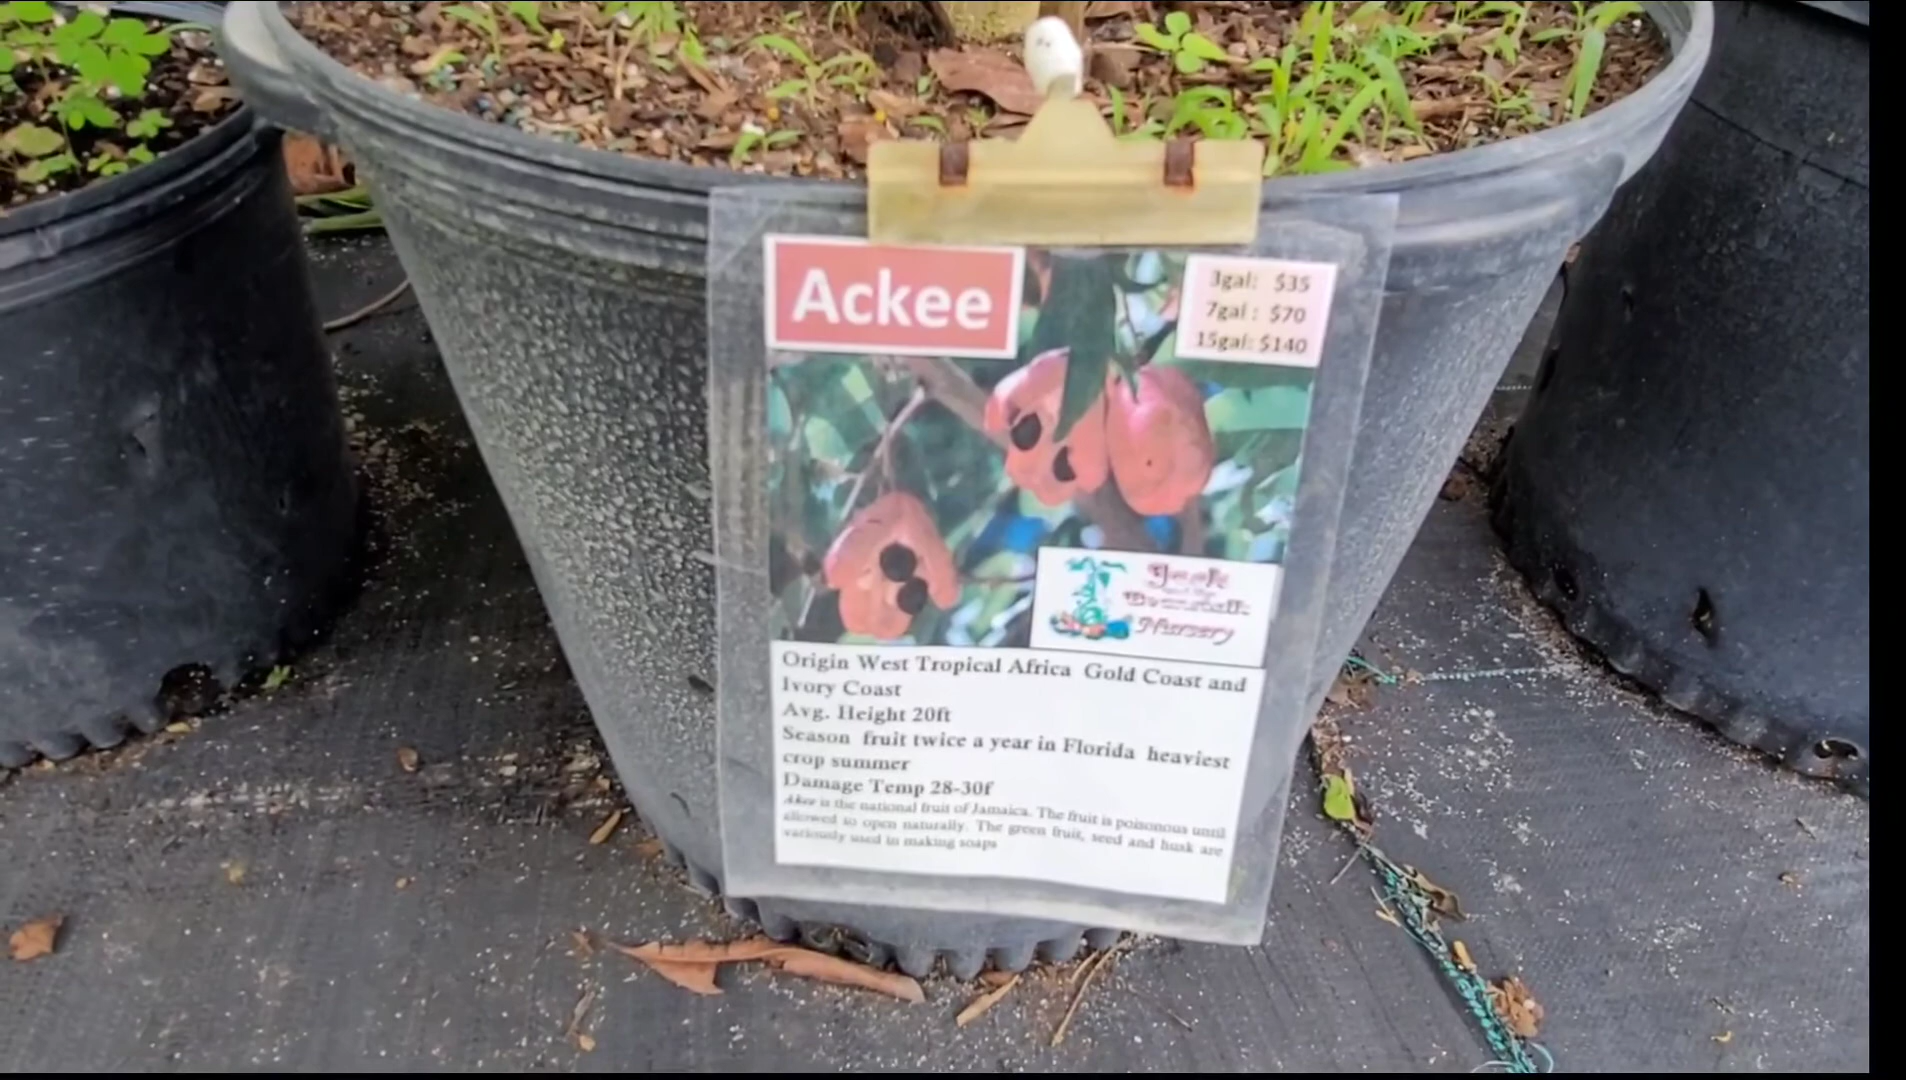 Ackee
3gal: $35
7gal : $70
15gal: $140
Nursery
Origin West Tropical Africa Gold Coast and
Ivory Coast
Avg. Height 20ft
Season fruit twice a year in Florida heaviest
crop summer
Damage Temp 28-30f
Akee is the national fruit of Jamaica. The fruit is poisonous until
allowed to open naturally. The green fruit, seed and husk are
variously used in making soaps